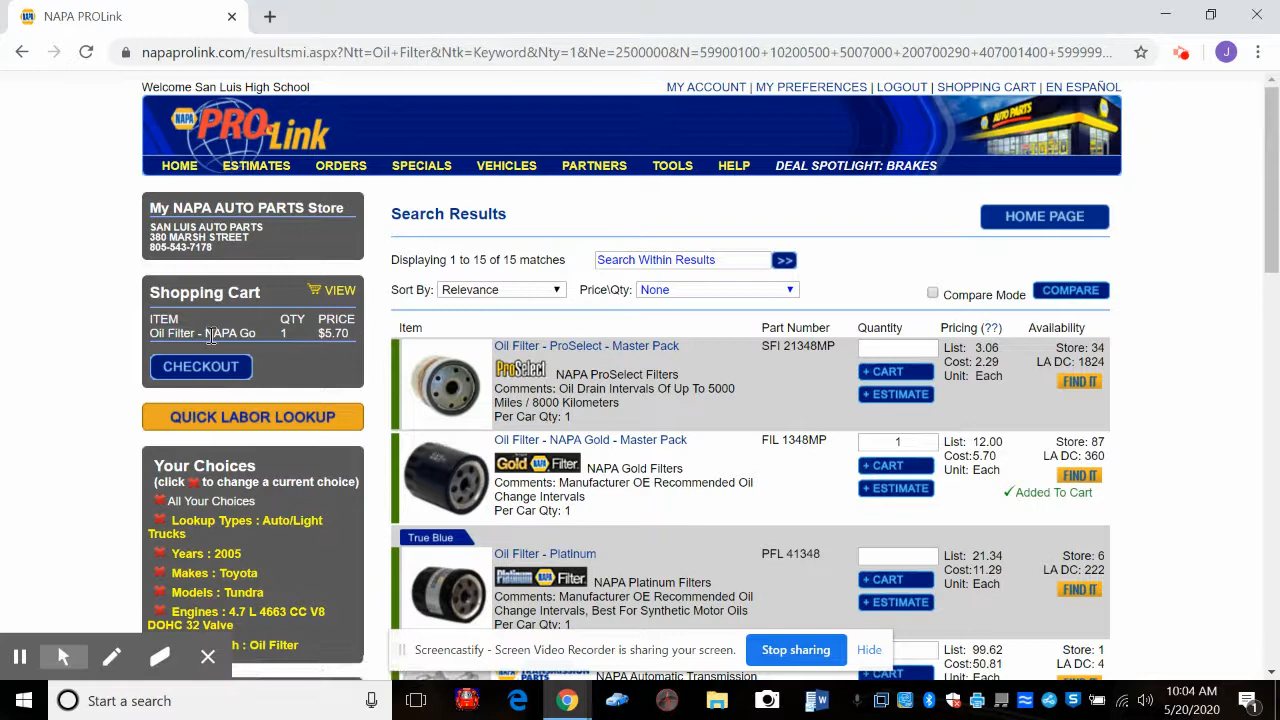 NAPA PROLink
napaprolink.com/resultsmi.aspx?Ntt=Oil+Filter&Ntk=Keyword&Nty=1&Ne=2500000&N=59900170+10200500+5007000+200700290+407001400+599999...
J
Welcome San Luis High School
MY ACCOUNT | MY PREFERENCES | LOGOUT | SHOPPING CART | EN ESPAÑOL
NAPA PROLink
AUTO PARTS
HOME ESTIMATES ORDERS SPECIALS VEHICLES PARTNERS TOOLS HELP DEAL SPOTLIGHT: BRAKES
My NAPA AUTO PARTS Store
SAN LUIS AUTO PARTS
380 MARSH STREET
805-543-7178
Shopping Cart VIEW
ITEM QTY PRICE
Oil Filter - NAPA Go 1 $5.70
CHECKOUT
QUICK LABOR LOOKUP
Your Choices
(click to change a current choice)
All Your Choices
Lookup Types : Auto/Light
Trucks
Years : 2005
Makes : Toyota
Models : Tundra
Engines : 4.7 L 4663 CC V8
DOHC 32 Valve
h : Oil Filter
Search Results
HOME PAGE
Displaying 1 to 15 of 15 matches Search Within Results >>
Sort By: Relevance Price\Qty: None Compare Mode COMPARE
Item Part Number Quantity Pricing (??) Availability
Oil Filter - ProSelect - Master Pack SFI 21348MP List: 3.06 Store: 34
ProSelect NAPA ProSelect Filters + CART Cost: 2.29 LA DC: 1824
Comments: Oil Drain Intervals Of Up To 5000 + ESTIMATE Unit: Each FIND IT
Miles / 8000 Kilometers
Per Car Qty: 1
Oil Filter - NAPA Gold - Master Pack FIL 1348MP 1 List: 12.00 Store: 87
Gold NAPA Filter. NAPA Gold Filters + CART Cost:5.70 LA DC: 360
Comments: Manufacturer OE Recommended Oil + ESTIMATE Unit: Each FIND IT
Change Intervals Added To Cart
Per Car Qty: 1
True Blue
Oil Filter - Platinum PFL 41348 List: 21.34 Store: 6
Platinum NAPA Filter. NAPA Platinum Filters + CART Cost:11.29 LA DC: 222
Comments: Manufacturer OE Recommended Oil + ESTIMATE Unit: Each FIND IT
Change Intervals, Best For Synthetic Motor Oils
Per Car Qty: 1
List: 99.62 Store: 1
NAPA Automatic Transmission + CART Cost:50.81 LA DC: 4
Screencastify - Screen Video Recorder is sharing your screen. Stop sharing Hide
Start a search
10:04 AM
5/20/2020